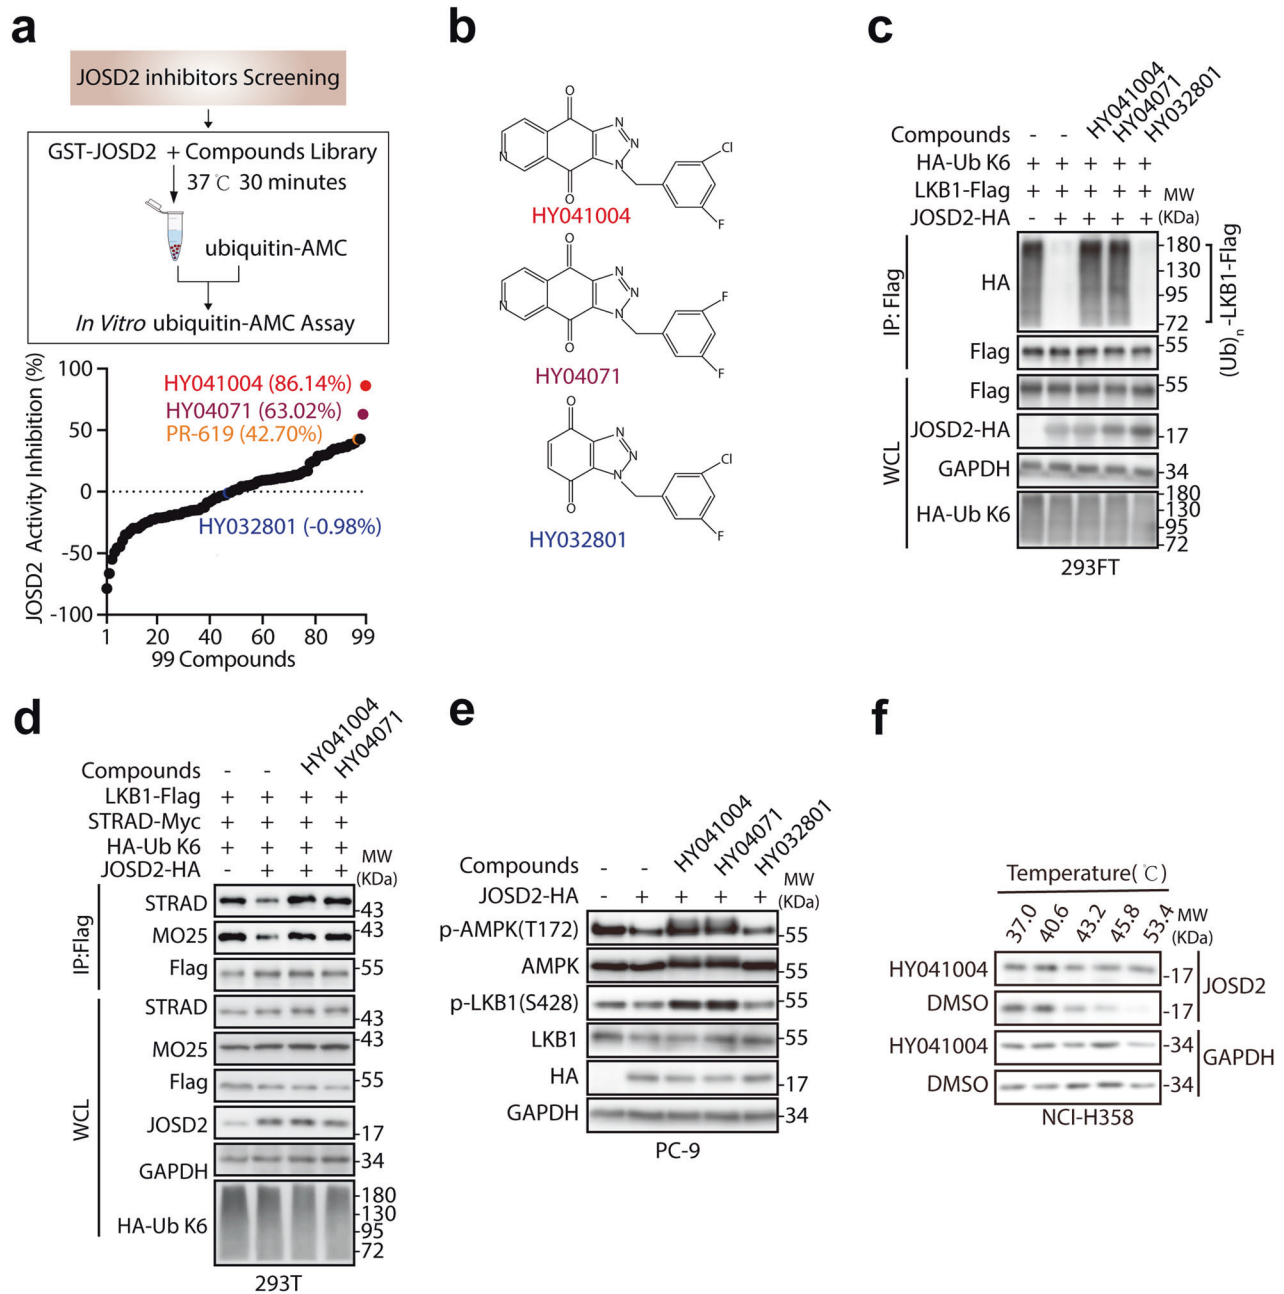 a
JOSD2 inhibitors Screening
GST-JOSD2 + Compounds Library
37℃ 30 minutes
ubiquitin-AMC
In Vitro ubiquitin-AMC Assay
JOSD2 Activity Inhibition (%)
100
50
0
-50
-100
HY041004 (86.14%)
HY04071 (63.02%)
PR-619 (42.70%)
HY032801 (-0.98%)
1 20 40 60 80 99
99 Compounds
b
O
N
N
N
N
O
Cl
F
HY041004
O
N
N
N
N
O
F
F
HY04071
O
N
N
N
O
Cl
F
HY032801
c
HY041004
HY04071
HY032801
Compounds - -
HA-Ub K6 + + + + +
LKB1-Flag + + + + + MW
JOSD2-HA - + + + + (KDa)
IP: Flag
HA
-180
-130
-95
-72
(Ub)n-LKB1-Flag
Flag -55
WCL
Flag -55
JOSD2-HA -17
GAPDH -34
HA-Ub K6
-180
-130
-95
-72
293FT
d
HY041004
HY04071
Compounds - -
LKB1-Flag + + + +
STRAD-Myc + + + +
HA-Ub K6 + + + + MW
JOSD2-HA - + + + (KDa)
IP:Flag
STRAD -43
MO25 -43
Flag -55
WCL
STRAD -43
MO25 -43
Flag -55
JOSD2 -17
GAPDH -34
HA-Ub K6
-180
-130
-95
-72
293T
e
HY041004
HY04071
HY032801
Compounds - - MW
JOSD2-HA - + + + + (KDa)
p-AMPK(T172) -55
AMPK -55
p-LKB1(S428) -55
LKB1 -55
HA -17
GAPDH -34
PC-9
f
Temperature(℃)
37.0 40.6 43.2 45.8 53.4 MW
(KDa)
HY041004 -17
DMSO -17
JOSD2
HY041004 -34
DMSO -34
GAPDH
NCI-H358